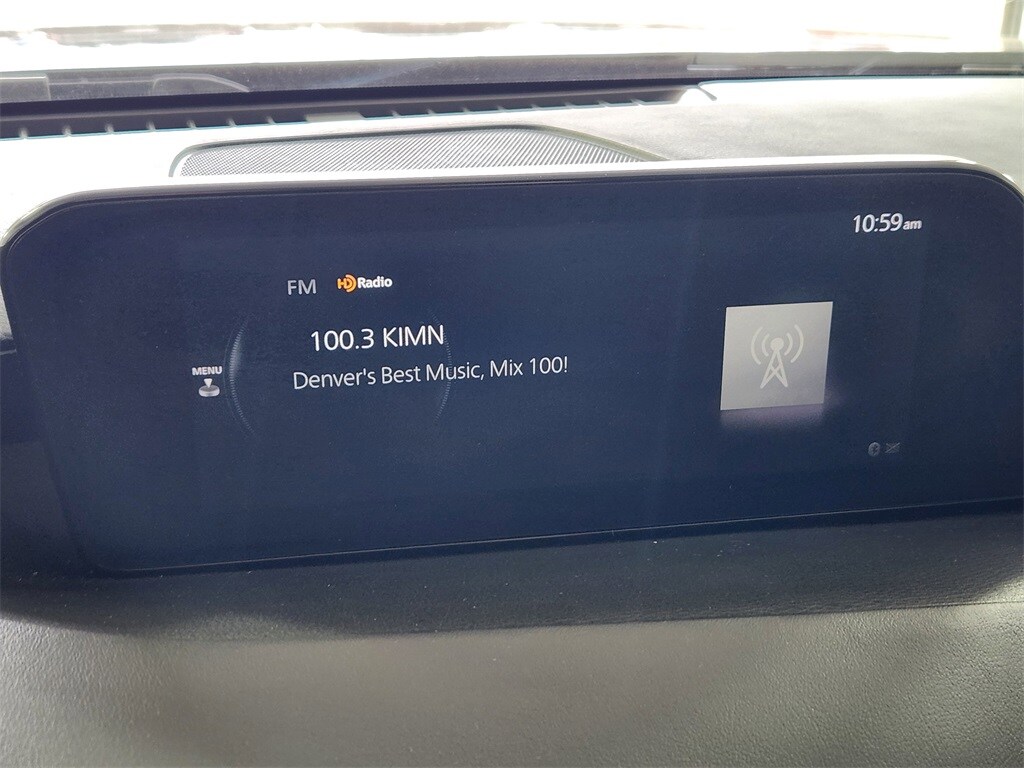 10:59am
FM HD Radio
100.3 KIMN
MENU
Denver's Best Music, Mix 100!